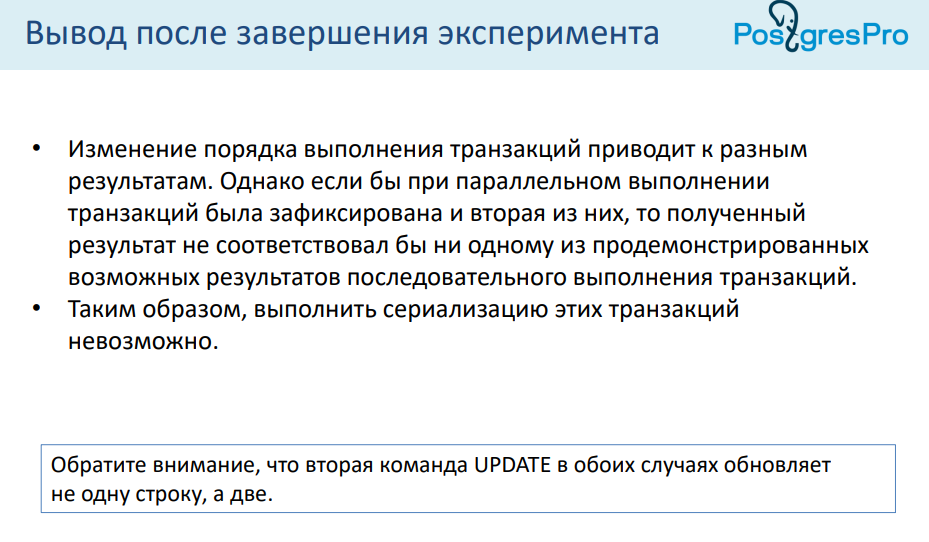 Вывод после завершения эксперимента
PostgresPro
• Изменение порядка выполнения транзакций приводит к разным
результатам. Однако если бы при параллельном выполнении
транзакций была зафиксирована и вторая из них, то полученный
результат не соответствовал бы ни одному из продемонстрированных
возможных результатов последовательного выполнения транзакций.
• Таким образом, выполнить сериализацию этих транзакций
невозможно.
Обратите внимание, что вторая команда UPDATE в обоих случаях обновляет
не одну строку, а две.